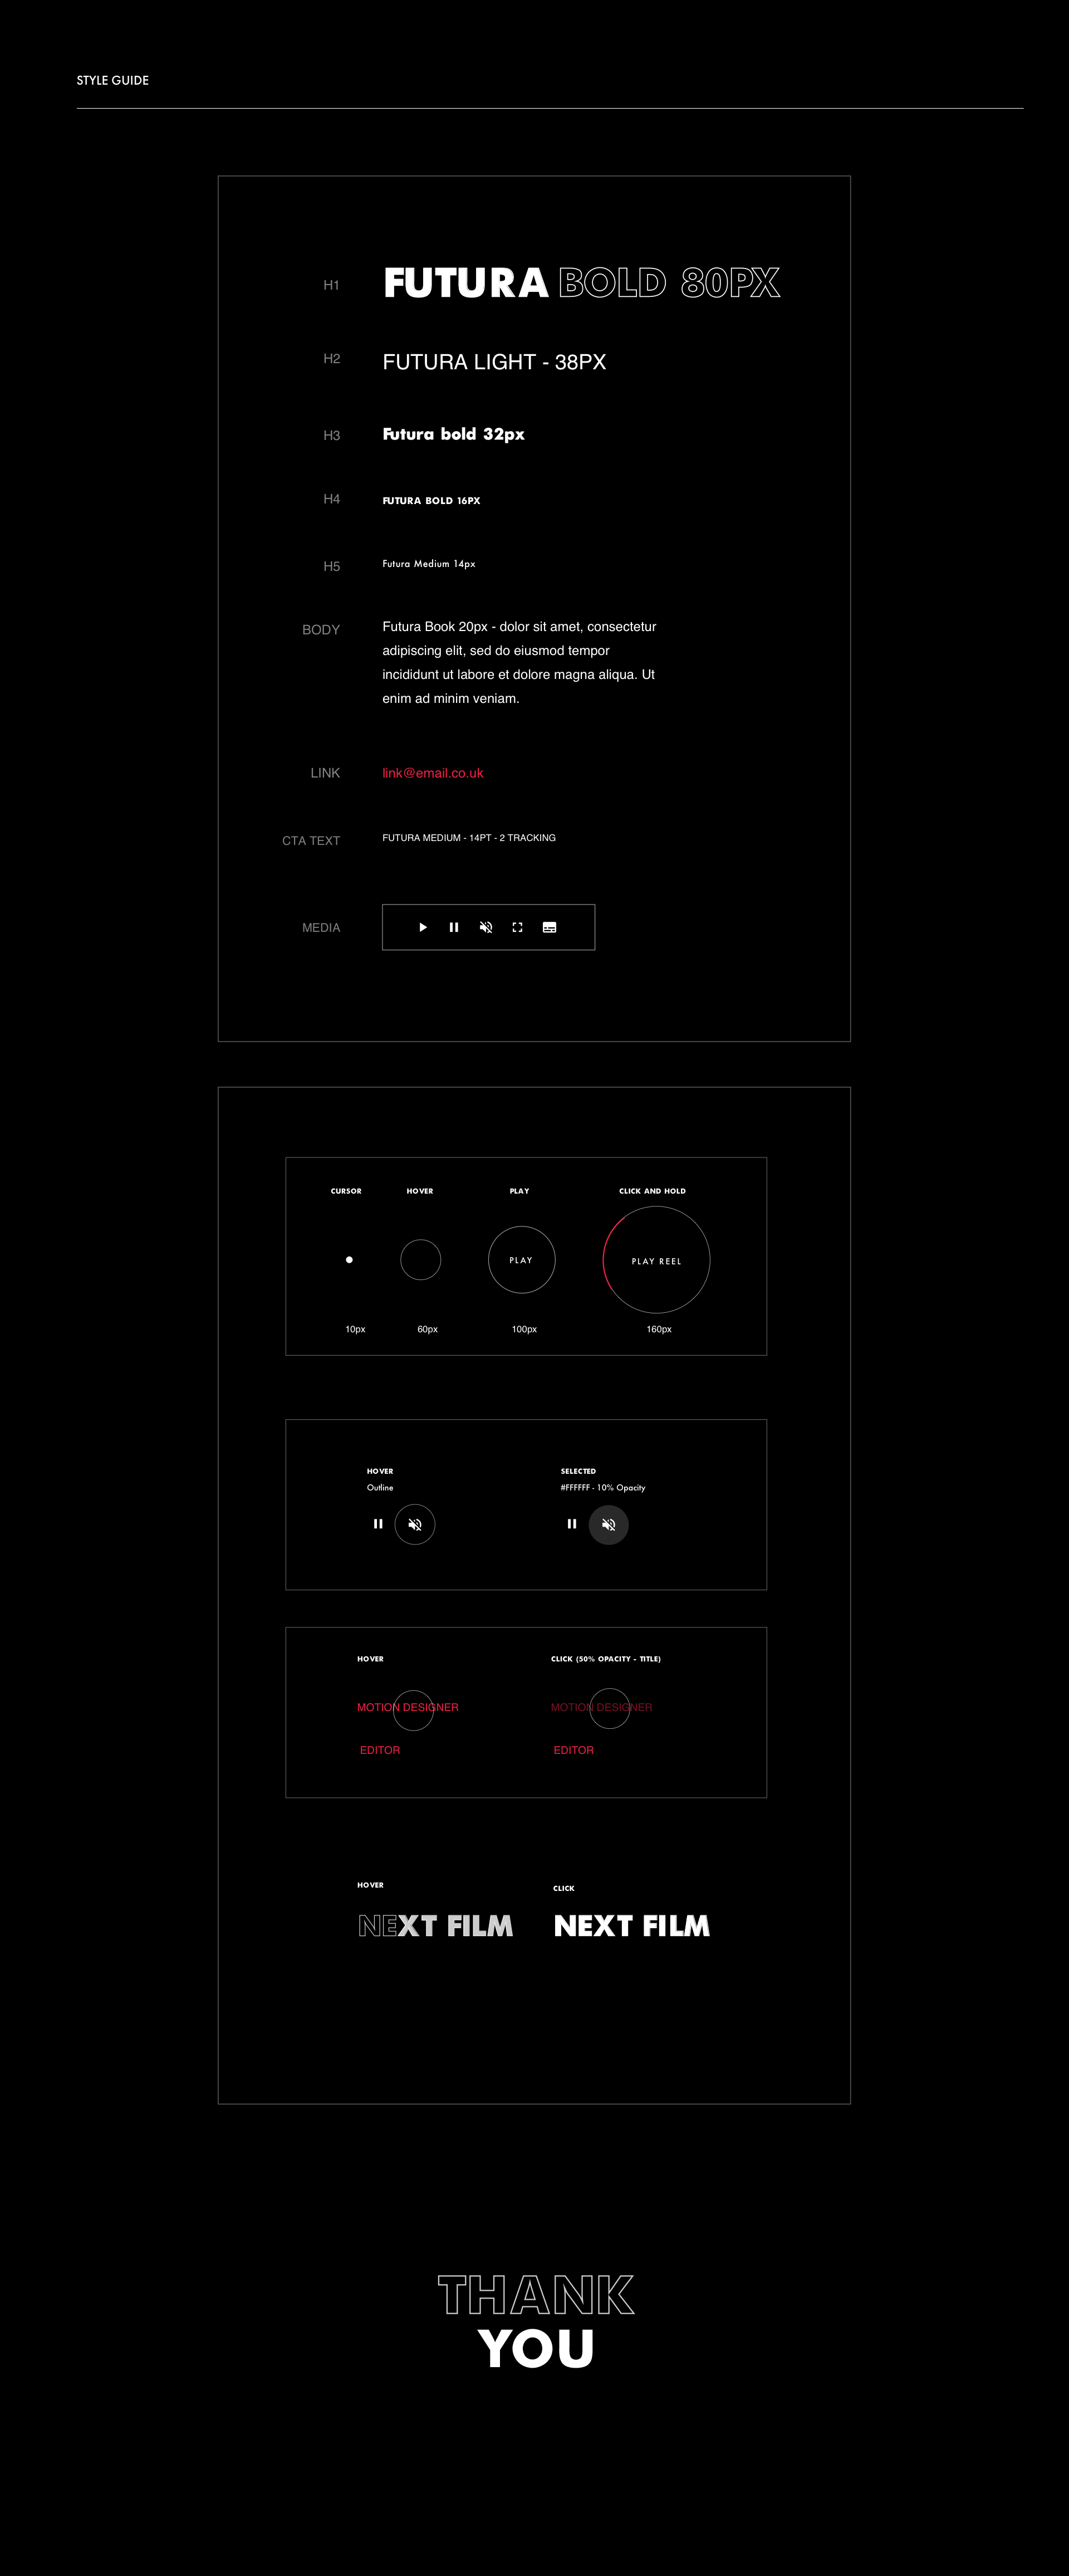 STYLE GUIDE
H1 FUTURA BOLD 80PX
H2 FUTURA LIGHT - 38PX
H3 Futura bold 32px
H4 FUTURA BOLD 16PX
H5 Futura Medium 14px
BODY Futura Book 20px - dolor sit amet, consectetur
adipiscing elit, sed do eiusmod tempor
incididunt ut labore et dolore magna aliqua. Ut
enim ad minim veniam.
LINK link@email.co.uk
CTA TEXT FUTURA MEDIUM - 14PT - 2 TRACKING
MEDIA
CURSOR HOVER PLAY CLICK AND HOLD
PLAY PLAY REEL
10px 60px 100px 160px
HOVER SELECTED
Outline #FFFFFF - 10% Opacity
HOVER CLICK (50% OPACITY - TITLE)
MOTION DESIGNER MOTION DESIGNER
EDITOR EDITOR
HOVER CLICK
NEXT FILM NEXT FILM
THANK
YOU